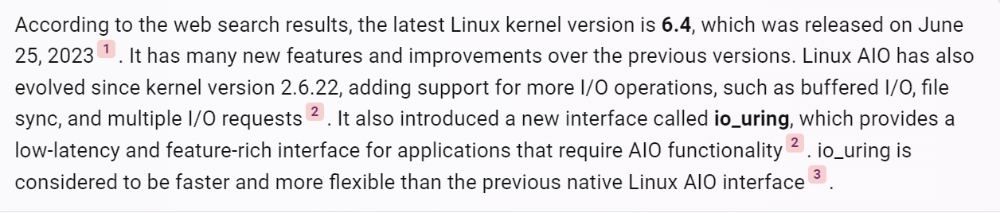 According to the web search results, the latest Linux kernel version is 6.4, which was released on June
25, 2023 1 . It has many new features and improvements over the previous versions. Linux AIO has also
evolved since kernel version 2.6.22, adding support for more I/O operations, such as buffered I/O, file
sync, and multiple I/O requests 2 . It also introduced a new interface called io_uring, which provides a
low-latency and feature-rich interface for applications that require AIO functionality 2 . io_uring is
considered to be faster and more flexible than the previous native Linux AIO interface 3 .